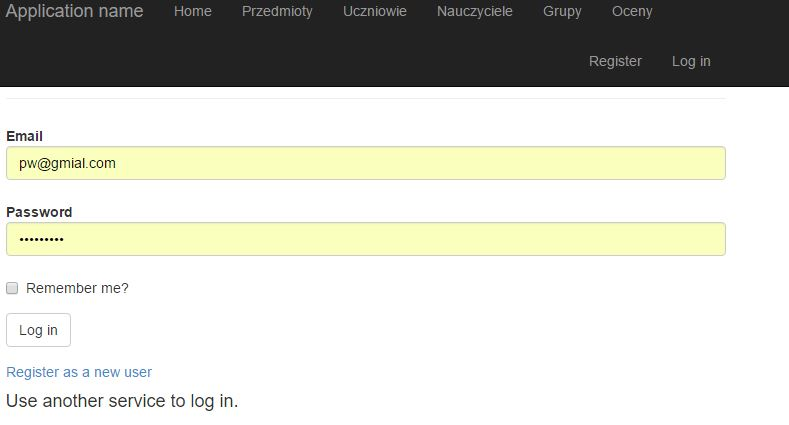 Application name Home Przedmioty Uczniowie Nauczyciele Grupy Oceny
Register Log in
Email
pw@gmial.com
Password
•••••••••
Remember me?
Log in
Register as a new user
Use another service to log in.